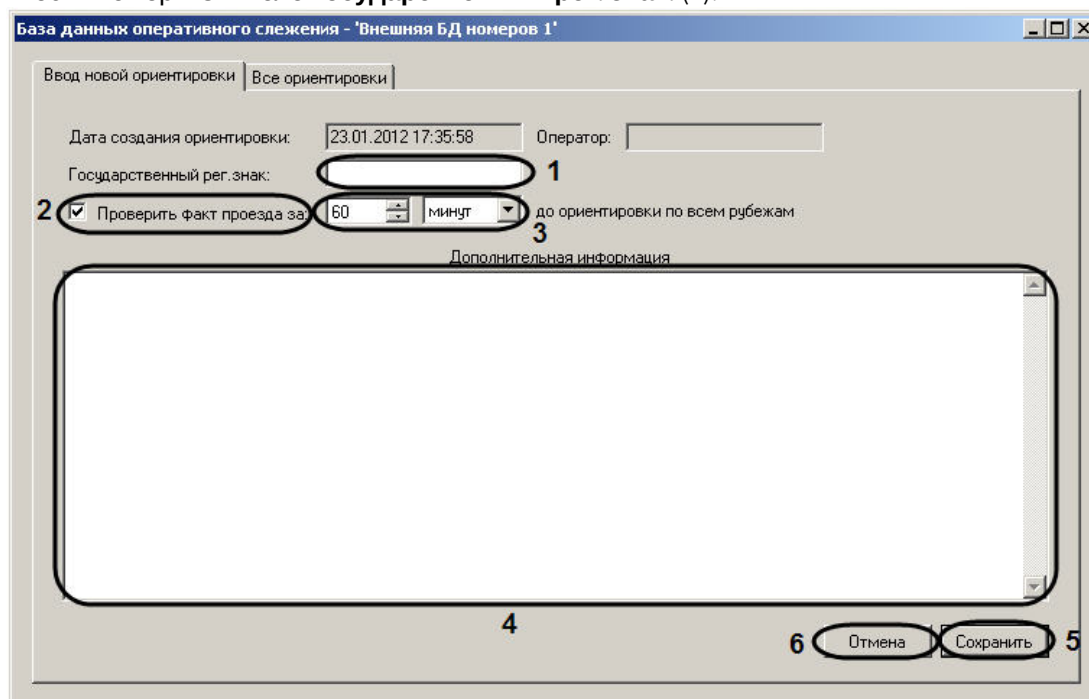 База данных оперативного слежения - 'Внешняя БД номеров 1'
Ввод новой ориентировки Все ориентировки
Дата создания ориентировки: 23.01.2012 17:35:58 Оператор:
Государственный рег.знак: 1
2 Проверить факт проезда за: 60 минут до ориентировки по всем рубежам
3
Дополнительная информация
4
6 Отмена Сохранить 5